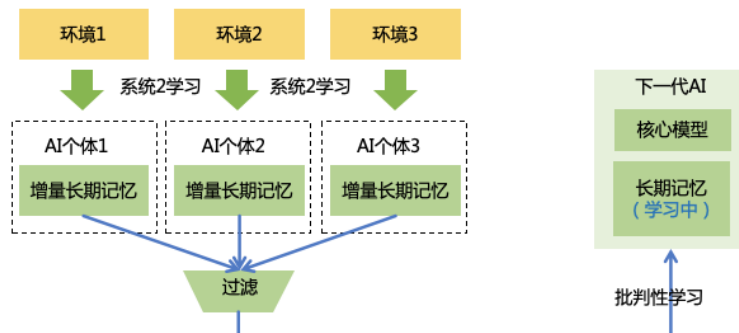 环境1
环境2
环境3
系统2学习
系统2学习
下一代AI
核心模型
AI个体1
AI个体2
AI个体3
增量长期记忆
增量长期记忆
增量长期记忆
长期记忆
（学习中）
过滤
批判性学习